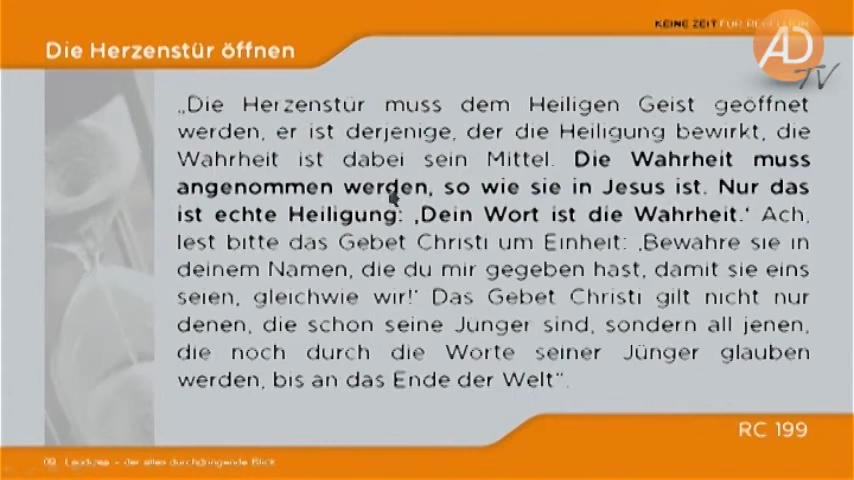 KEINE ZEIT FÜR REBELLION
AD
TV
Die Herzenstür öffnen
„Die Herzenstür muss dem Heiligen Geist geöffnet
werden, er ist derjenige, der die Heiligung bewirkt, die
Wahrheit ist dabei sein Mittel. Die Wahrheit muss
angenommen werden, so wie sie in Jesus ist. Nur das
ist echte Heiligung: ‚Dein Wort ist die Wahrheit.‘ Ach,
lest bitte das Gebet Christi um Einheit: ‚Bewahre sie in
deinem Namen, die du mir gegeben hast, damit sie eins
seien, gleichwie wir!‘ Das Gebet Christi gilt nicht nur
denen, die schon seine Jünger sind, sondern all jenen,
die noch durch die Worte seiner Jünger glauben
werden, bis an das Ende der Welt“.
RC 199
09 Laodizea – der alles durchdringende Blick